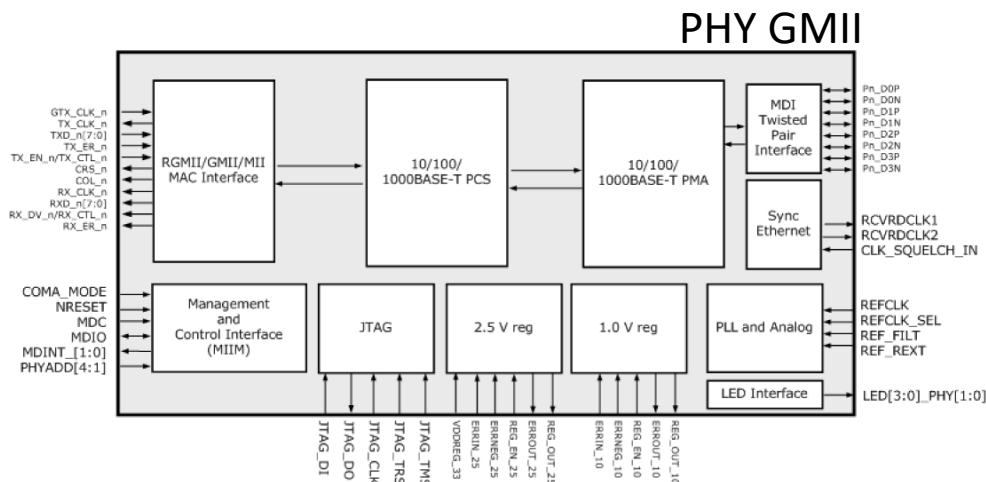 PHY GMII
GTX_CLK_n
TX_CLK_n
TXD_n[7:0]
TX_ER_n
TX_EN_n/TX_CTL_n
CRS_n
COL_n
RX_CLK_n
RXD_n[7:0]
RX_DV_n/RX_CTL_n
RX_ER_n
RGMII/GMII/MII
MAC Interface
10/100/
1000BASE-T PCS
10/100/
1000BASE-T PMA
MDI
Twisted
Pair
Interface
Pn_D0P
Pn_D0N
Pn_D1P
Pn_D1N
Pn_D2P
Pn_D2N
Pn_D3P
Pn_D3N
Sync
Ethernet
RCVRDCLK1
RCVRDCLK2
CLK_SQUELCH_IN
COMA_MODE
NRESET
MDC
MDIO
MDINT_[1:0]
PHYADD[4:1]
Management
and
Control Interface
(MIIM)
JTAG
2.5 V reg
1.0 V reg
PLL and Analog
REFCLK
REFCLK_SEL
REF_FILT
REF_REXT
LED Interface
LED[3:0]_PHY[1:0]
JTAG_DI
JTAG_DO
JTAG_CLK
JTAG_TRS
JTAG_TMS
VDDREG_33
ERRIN_25
ERRNEG_25
REG_EN_25
ERROUT_25
REG_OUT_25
ERRIN_10
ERRNEG_10
REG_EN_10
ERROUT_10
REG_OUT_10